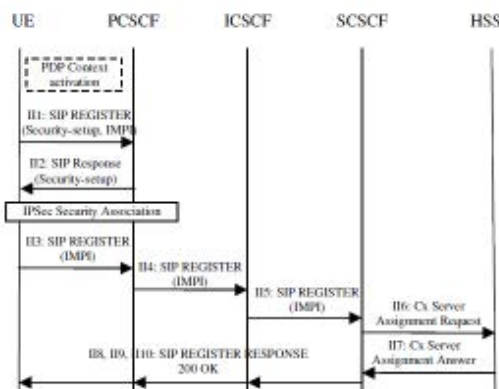 UE PCSCF ICSCF SCSCF HSS
PDP Context
activation
II1: SIP REGISTER
(Security-setup, IMPI)
II2: SIP Response
(Security-setup)
IPSec Security Association
II3: SIP REGISTER
(IMPI)
II4: SIP REGISTER
(IMPI)
II5: SIP REGISTER
(IMPI)
II6: Cx Server
Assignment Request
II7: Cx Server
Assignment Answer
II8, II9, II10: SIP REGISTER RESPONSE
200 OK